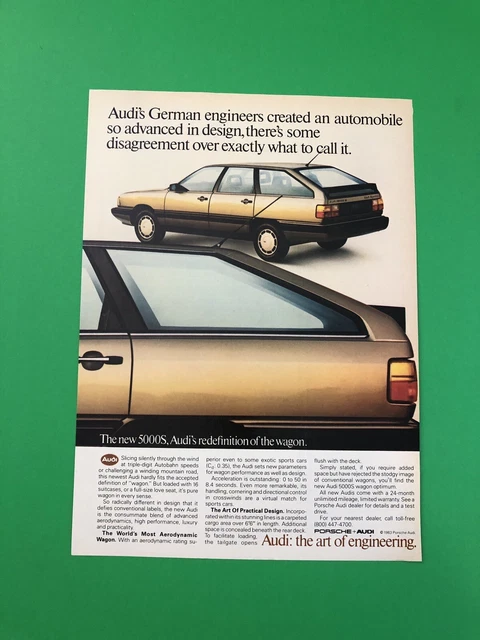 Audi's German engineers created an automobile
so advanced in design, there's some
disagreement over exactly what to call it.
The new 5000S, Audi's redefinition of the wagon.
Audi
Slicing silently through the wind
at triple-digit Autobahn speeds
or challenging a winding mountain road,
this newest Audi hardly fits the accepted
definition of "wagon." But loaded with 16
suitcases, or a full-size love seat, it's pure
wagon in every sense.
So radically different in design that it
defies conventional labels, the new Audi
is the consummate blend of advanced
aerodynamics, high performance, luxury
and practicality.
The World's Most Aerodynamic
Wagon. With an aerodynamic rating su-
perior even to some exotic sports cars
(C 0.35), the Audi sets new parameters
for wagon performance as well as design.
Acceleration is outstanding: 0 to 50 in
8.4 seconds. Even more remarkable, its
handling, cornering and directional control
in crosswinds are a virtual match for
sports cars.
The Art of Practical Design. Incorpo-
rated within its stunning lines is a carpeted
cargo area over 6'6" in length. Additional
space is concealed beneath the rear deck.
To facilitate loading,
the tailgate opens
flush with the deck.
Simply stated, if you require added
space but have rejected the stodgy image
of conventional wagons, you'll find the
new Audi 5000S wagon optimum.
All new Audis come with a 24-month
unlimited mileage, limited warranty. See a
Porsche Audi dealer for details and a test
drive.
For your nearest dealer, call toll-free
(800) 447-4700.
PORSCHE+AUDI © 1983 Porsche Audi
Audi: the art of engineering.